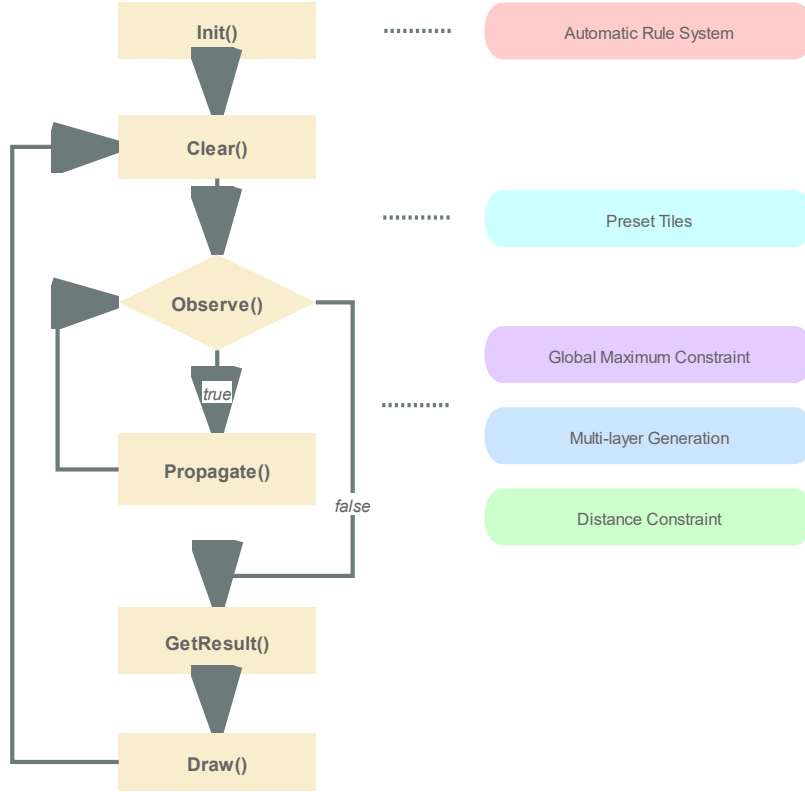 Init()
Automatic Rule System
Clear()
Preset Tiles
Observe()
Global Maximum Constraint
true
Multi-layer Generation
Propagate()
false
Distance Constraint
GetResult()
Draw()